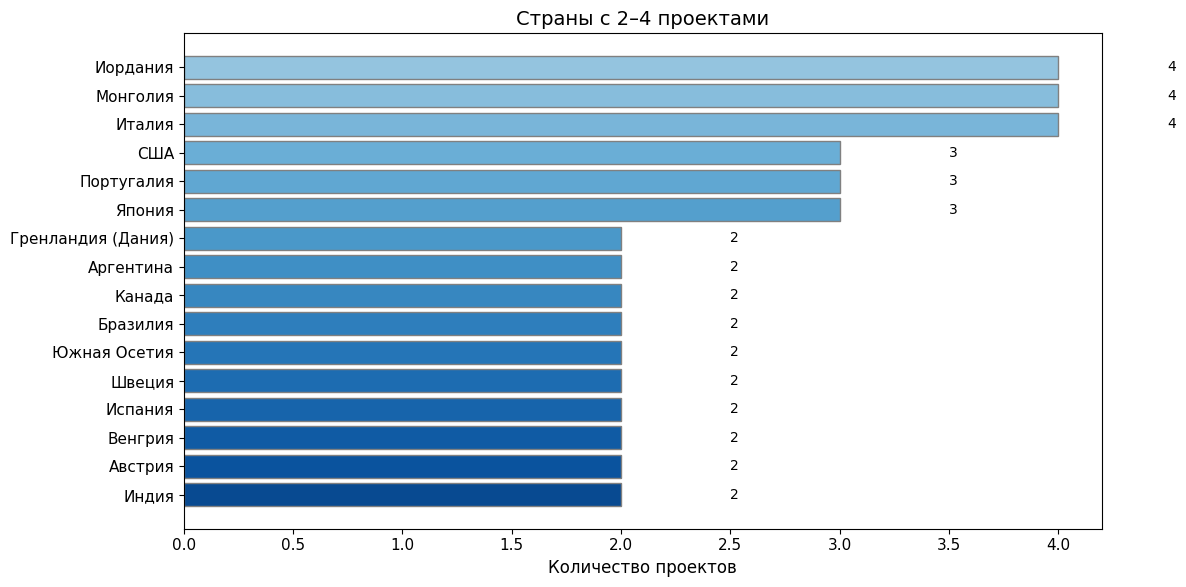 Страны с 2–4 проектами
Иордания 4
Монголия 4
Италия 4
США 3
Португалия 3
Япония 3
Гренландия (Дания) 2
Аргентина 2
Канада 2
Бразилия 2
Южная Осетия 2
Швеция 2
Испания 2
Венгрия 2
Австрия 2
Индия 2
0.0 0.5 1.0 1.5 2.0 2.5 3.0 3.5 4.0
Количество проектов